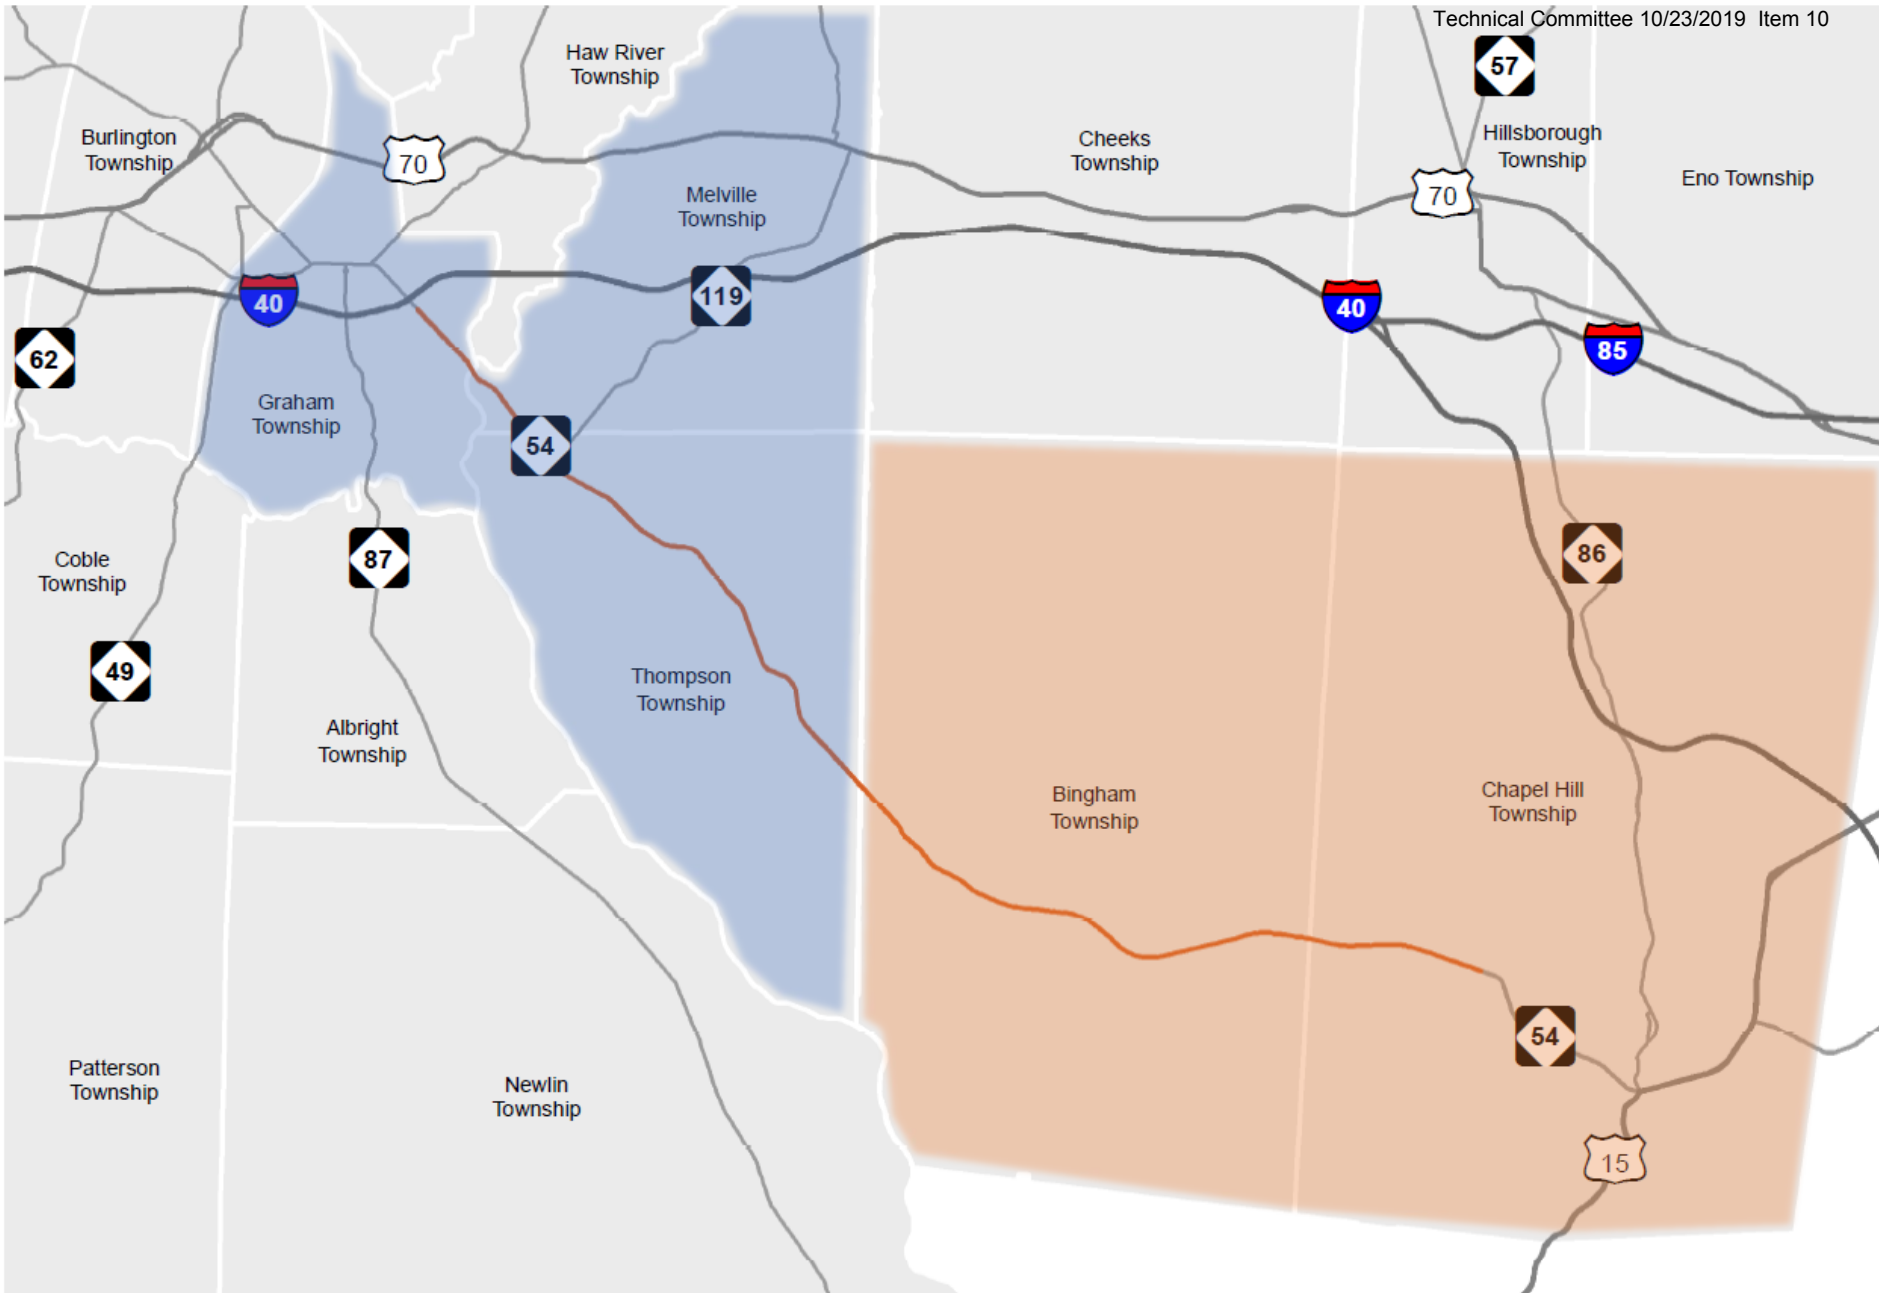 Technical Committee 10/23/2019  Item 10
Haw River
Township
57
Burlington
Township
70
Cheeks
Township
Hillsborough
Township
Eno Township
Melville
Township
70
40
119
40
85
62
Graham
Township
54
Coble
Township
87
86
49
Thompson
Township
Albright
Township
Bingham
Township
Chapel Hill
Township
54
Patterson
Township
Newlin
Township
15